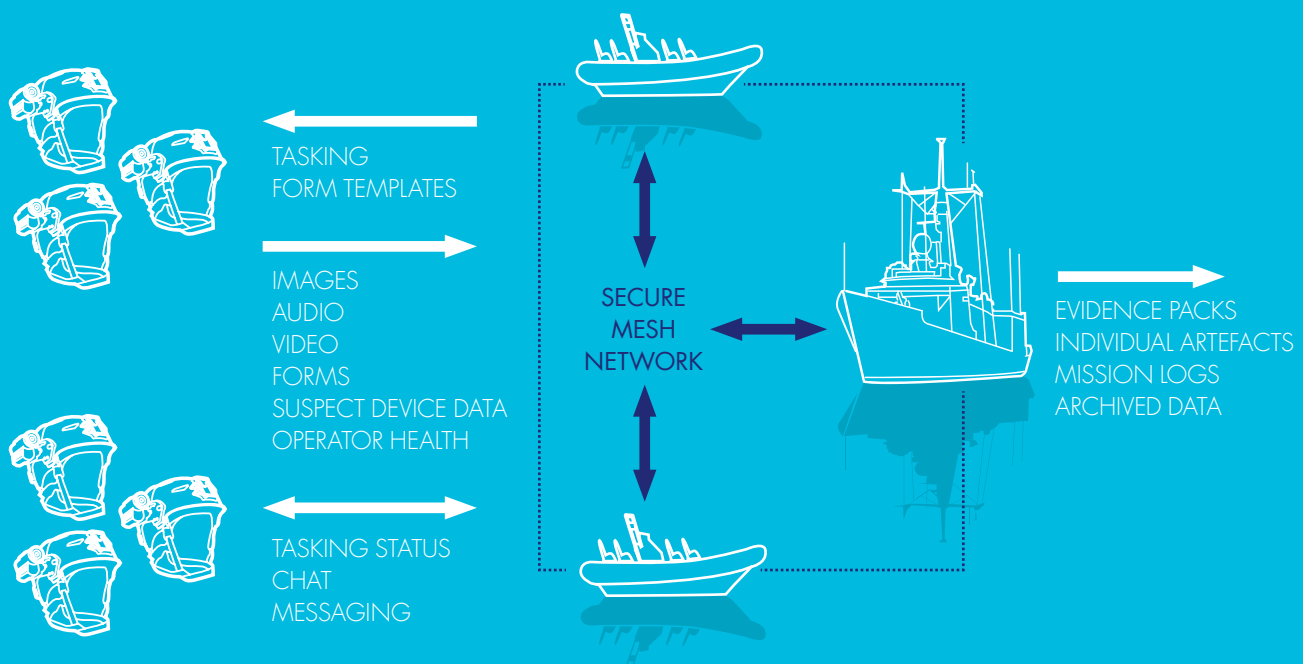 TASKING
FORM TEMPLATES
IMAGES
AUDIO
VIDEO
FORMS
SUSPECT DEVICE DATA
OPERATOR HEALTH
TASKING STATUS
CHAT
MESSAGING
SECURE
MESH
NETWORK
EVIDENCE PACKS
INDIVIDUAL ARTEFACTS
MISSION LOGS
ARCHIVED DATA